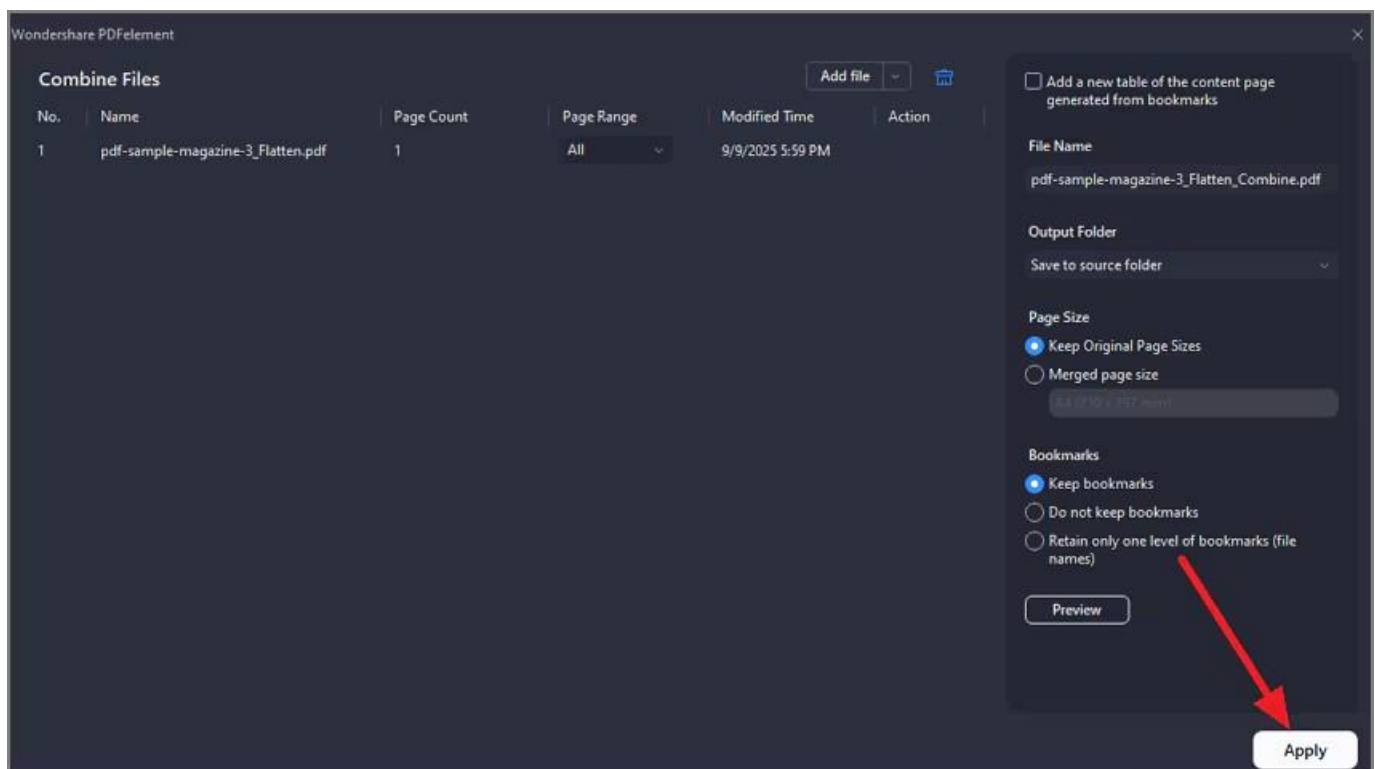 Wondershare PDFelement
Combine Files
Add file
No. Name Page Count Page Range Modified Time Action
1 pdf-sample-magazine-3_Flatten.pdf 1 All 9/9/2025 5:59 PM
Add a new table of the content page
generated from bookmarks
File Name
pdf-sample-magazine-3_Flatten_Combine.pdf
Output Folder
Save to source folder
Page Size
Keep Original Page Sizes
Merged page size
Bookmarks
Keep bookmarks
Do not keep bookmarks
Retain only one level of bookmarks (file
names)
Preview
Apply